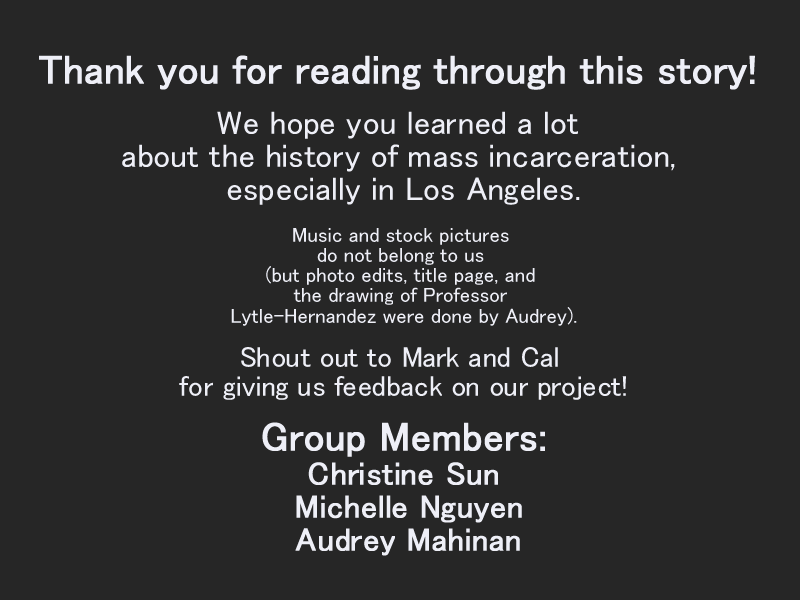 Thank you for reading through this story!
We hope you learned a lot
about the history of mass incarceration,
especially in Los Angeles.
Music and stock pictures
do not belong to us
(but photo edits, title page, and
the drawing of Professor
Lytle-Hernandez were done by Audrey).
Shout out to Mark and Cal
for giving us feedback on our project!
Group Members:
Christine Sun
Michelle Nguyen
Audrey Mahinan